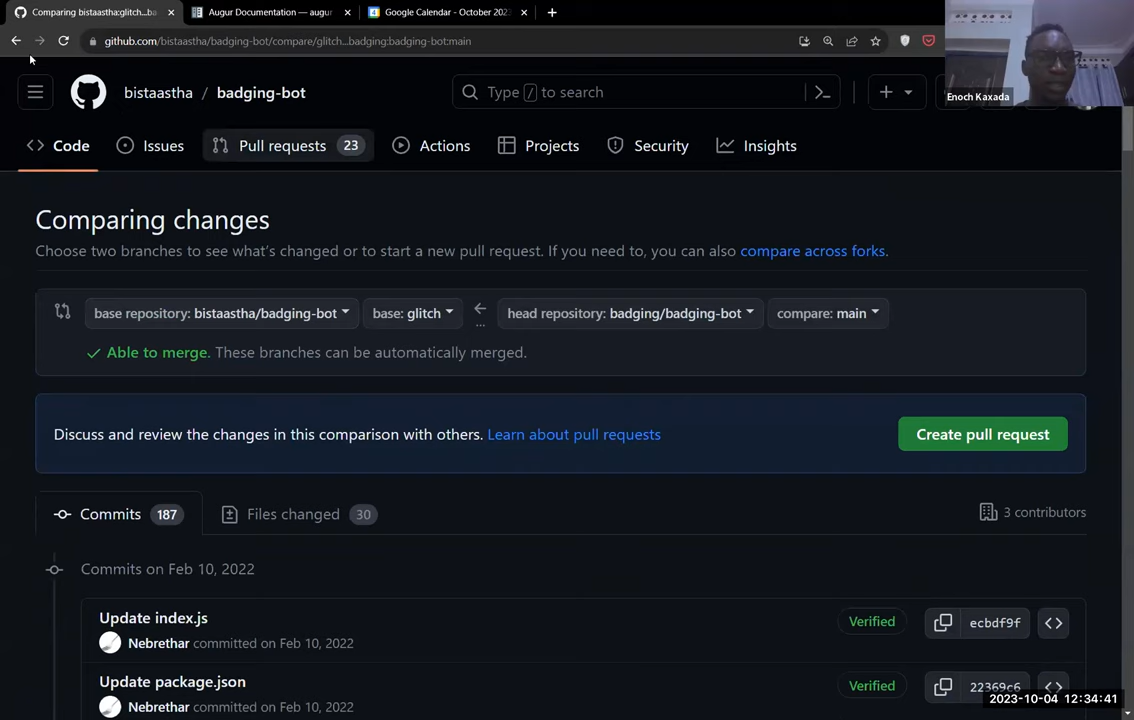 Comparing bistaastha:glitch...ba
Augur Documentation — augur
Google Calendar - October 2023
github.com/bistaastha/badging-bot/compare/glitch...badging:badging-bot:main
Enoch Kaxada
bistaastha / badging-bot
Type / to search
Code
Issues
Pull requests 23
Actions
Projects
Security
Insights
Comparing changes
Choose two branches to see what's changed or to start a new pull request. If you need to, you can also compare across forks.
base repository: bistaastha/badging-bot
base: glitch
...
head repository: badging/badging-bot
compare: main
Able to merge. These branches can be automatically merged.
Discuss and review the changes in this comparison with others. Learn about pull requests
Create pull request
Commits 187
Files changed 30
3 contributors
Commits on Feb 10, 2022
Update index.js
Verified
ecbdf9f
Nebrethar committed on Feb 10, 2022
Update package.json
Verified
22369c6
Nebrethar committed on Feb 10, 2022
2023-10-04 12:34:41